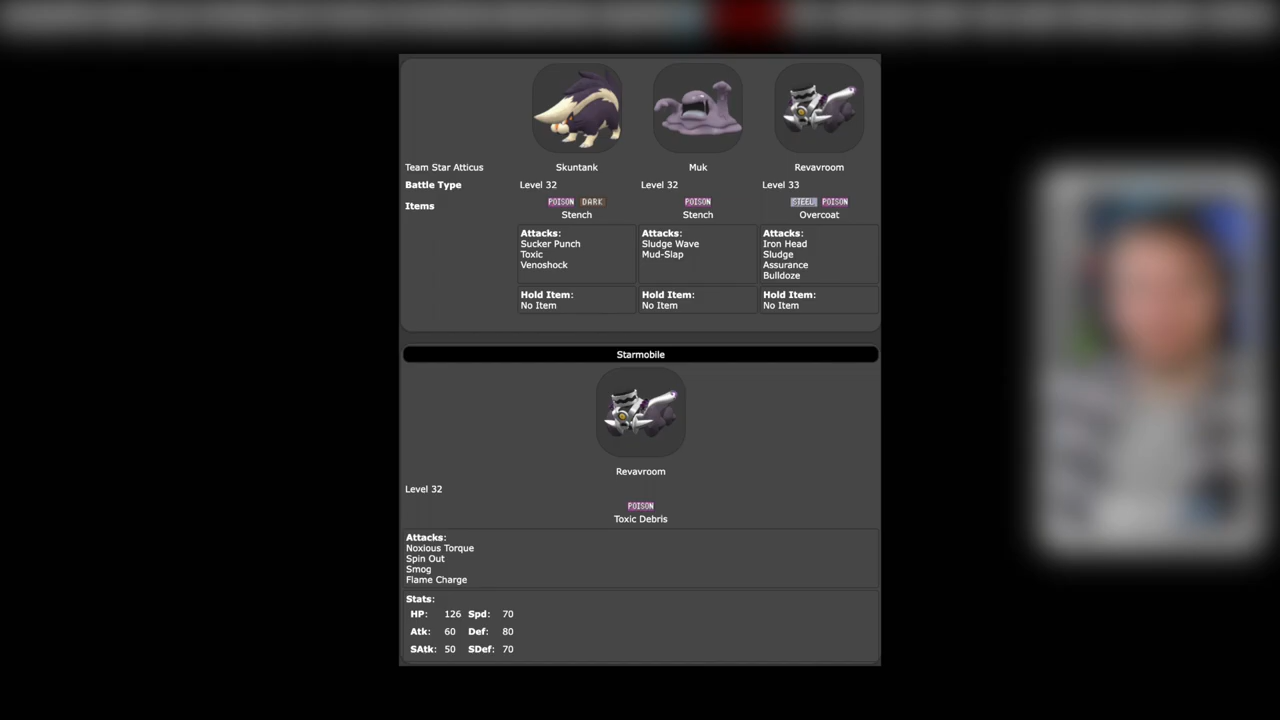 Team Star Atticus Skuntank Muk Revavroom
Battle Type Level 32 Level 32 Level 33
POISON DARK POISON STEEL POISON
Items Stench Stench Overcoat
Attacks: Attacks: Attacks:
Sucker Punch Sludge Wave Iron Head
Toxic Mud-Slap Sludge
Venoshock Assurance
Bulldoze
Hold Item: Hold Item: Hold Item:
No Item No Item No Item
Starmobile
Revavroom
Level 32
POISON
Toxic Debris
Attacks:
Noxious Torque
Spin Out
Smog
Flame Charge
Stats:
HP: 126 Spd: 70
Atk: 60 Def: 80
SAtk: 50 SDef: 70